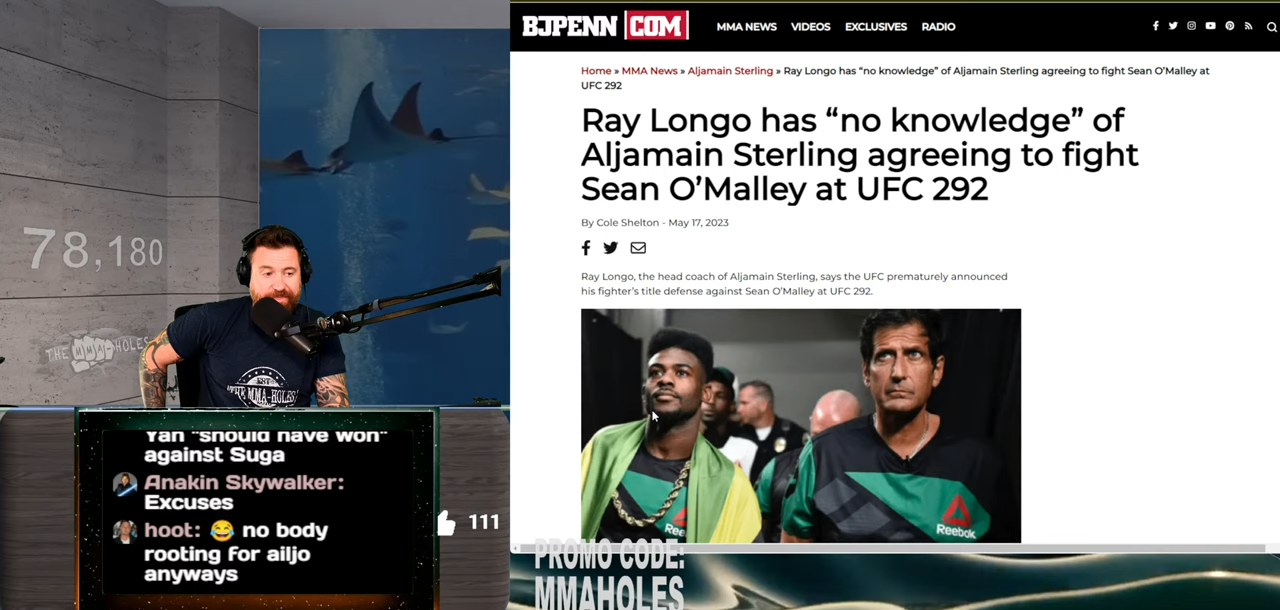 78,180
THE MMA HOLES
EST
THE MMA-HOLES
Yan "should have won"
against Suga
Anakin Skywalker:
Excuses
hoot: 😂 no body
rooting for ailjo
anyways
111
BJPENN COM
MMA NEWS VIDEOS EXCLUSIVES RADIO
Home » MMA News » Aljamain Sterling » Ray Longo has “no knowledge” of Aljamain Sterling agreeing to fight Sean O’Malley at
UFC 292
Ray Longo has “no knowledge” of
Aljamain Sterling agreeing to fight
Sean O’Malley at UFC 292
By Cole Shelton - May 17, 2023
Ray Longo, the head coach of Aljamain Sterling, says the UFC prematurely announced
his fighter’s title defense against Sean O’Malley at UFC 292.
Ree
Reebok
PROMO CODE:
MMAHOLES